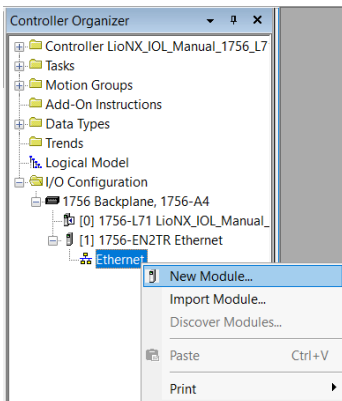 Controller Organizer
Controller LioNX_IOL_Manual_1756_L7
Tasks
Motion Groups
Add-On Instructions
Data Types
Trends
Logical Model
I/O Configuration
1756 Backplane, 1756-A4
[0] 1756-L71 LioNX_IOL_Manual_
[1] 1756-EN2TR Ethernet
Ethernet
New Module...
Import Module...
Discover Modules...
Paste Ctrl+V
Print